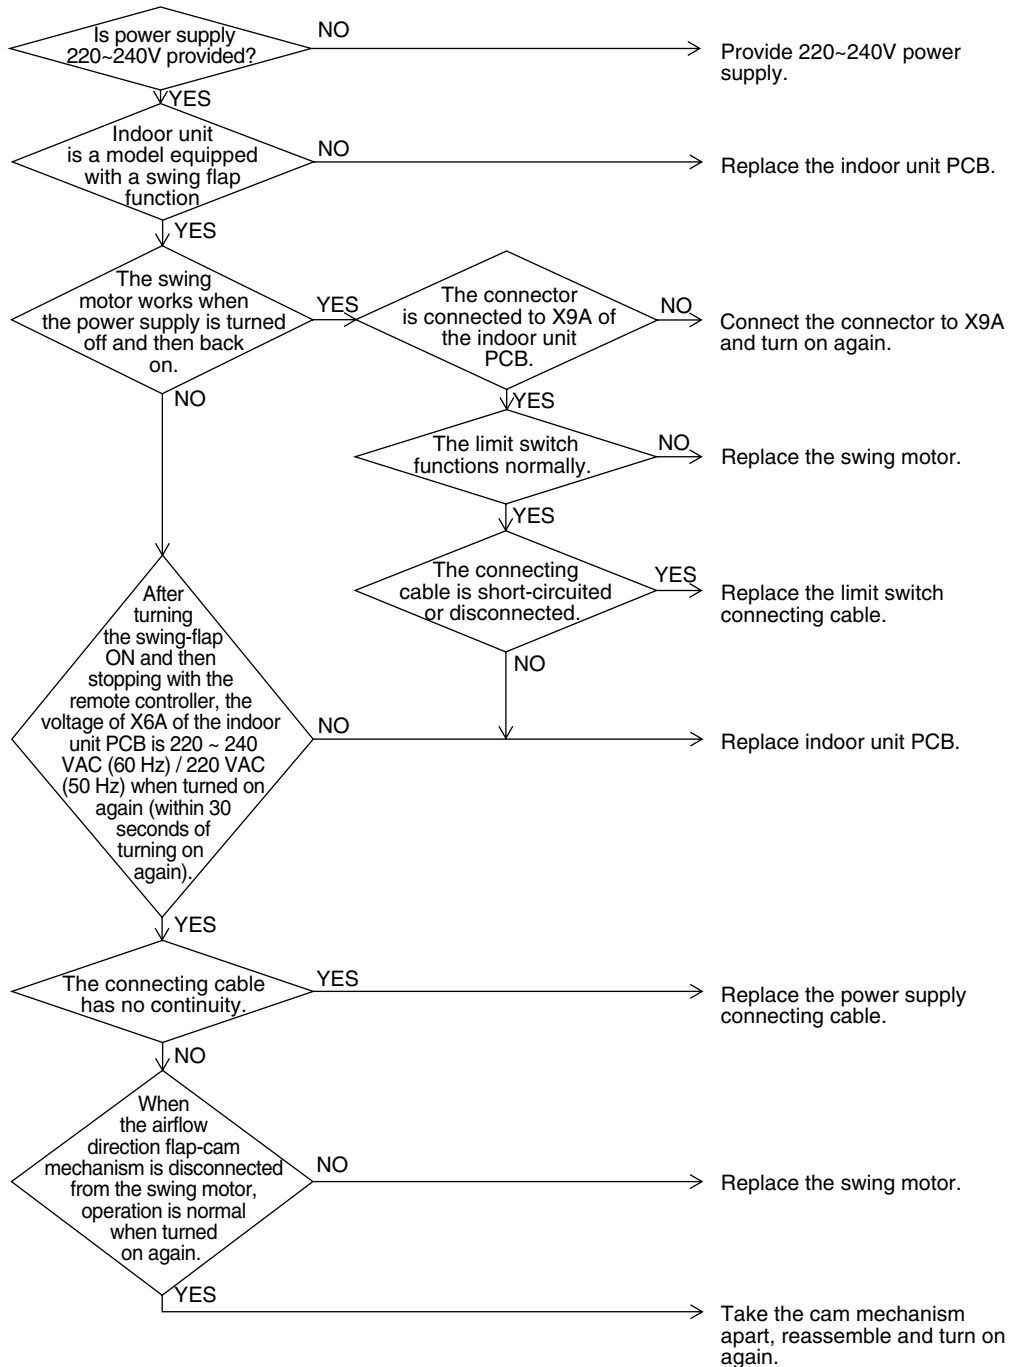 Is power supply
220~240V provided?
NO
Provide 220~240V power
supply.
YES
Indoor unit
is a model equipped
with a swing flap
function
NO
Replace the indoor unit PCB.
YES
The swing
motor works when
the power supply is turned
off and then back
on.
YES
The connector
is connected to X9A of
the indoor unit
PCB.
NO
Connect the connector to X9A
and turn on again.
NO
YES
The limit switch
functions normally.
NO
Replace the swing motor.
YES
The connecting
cable is short-circuited
or disconnected.
YES
Replace the limit switch
connecting cable.
NO
After
turning
the swing-flap
ON and then
stopping with the
remote controller, the
voltage of X6A of the indoor
unit PCB is 220 ~ 240
VAC (60 Hz) / 220 VAC
(50 Hz) when turned on
again (within 30
seconds of
turning on
again).
NO
Replace indoor unit PCB.
YES
The connecting cable
has no continuity.
YES
Replace the power supply
connecting cable.
NO
When
the airflow
direction flap-cam
mechanism is disconnected
from the swing motor,
operation is normal
when turned
on again.
NO
Replace the swing motor.
YES
Take the cam mechanism
apart, reassemble and turn on
again.